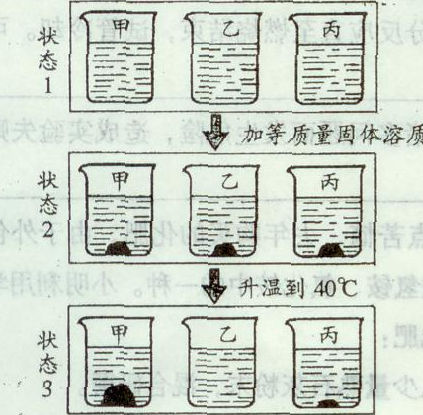 甲 乙 丙
状态1
加等质量固体溶质
甲 乙 丙
状态2
升温到40℃
甲 乙 丙
状态3